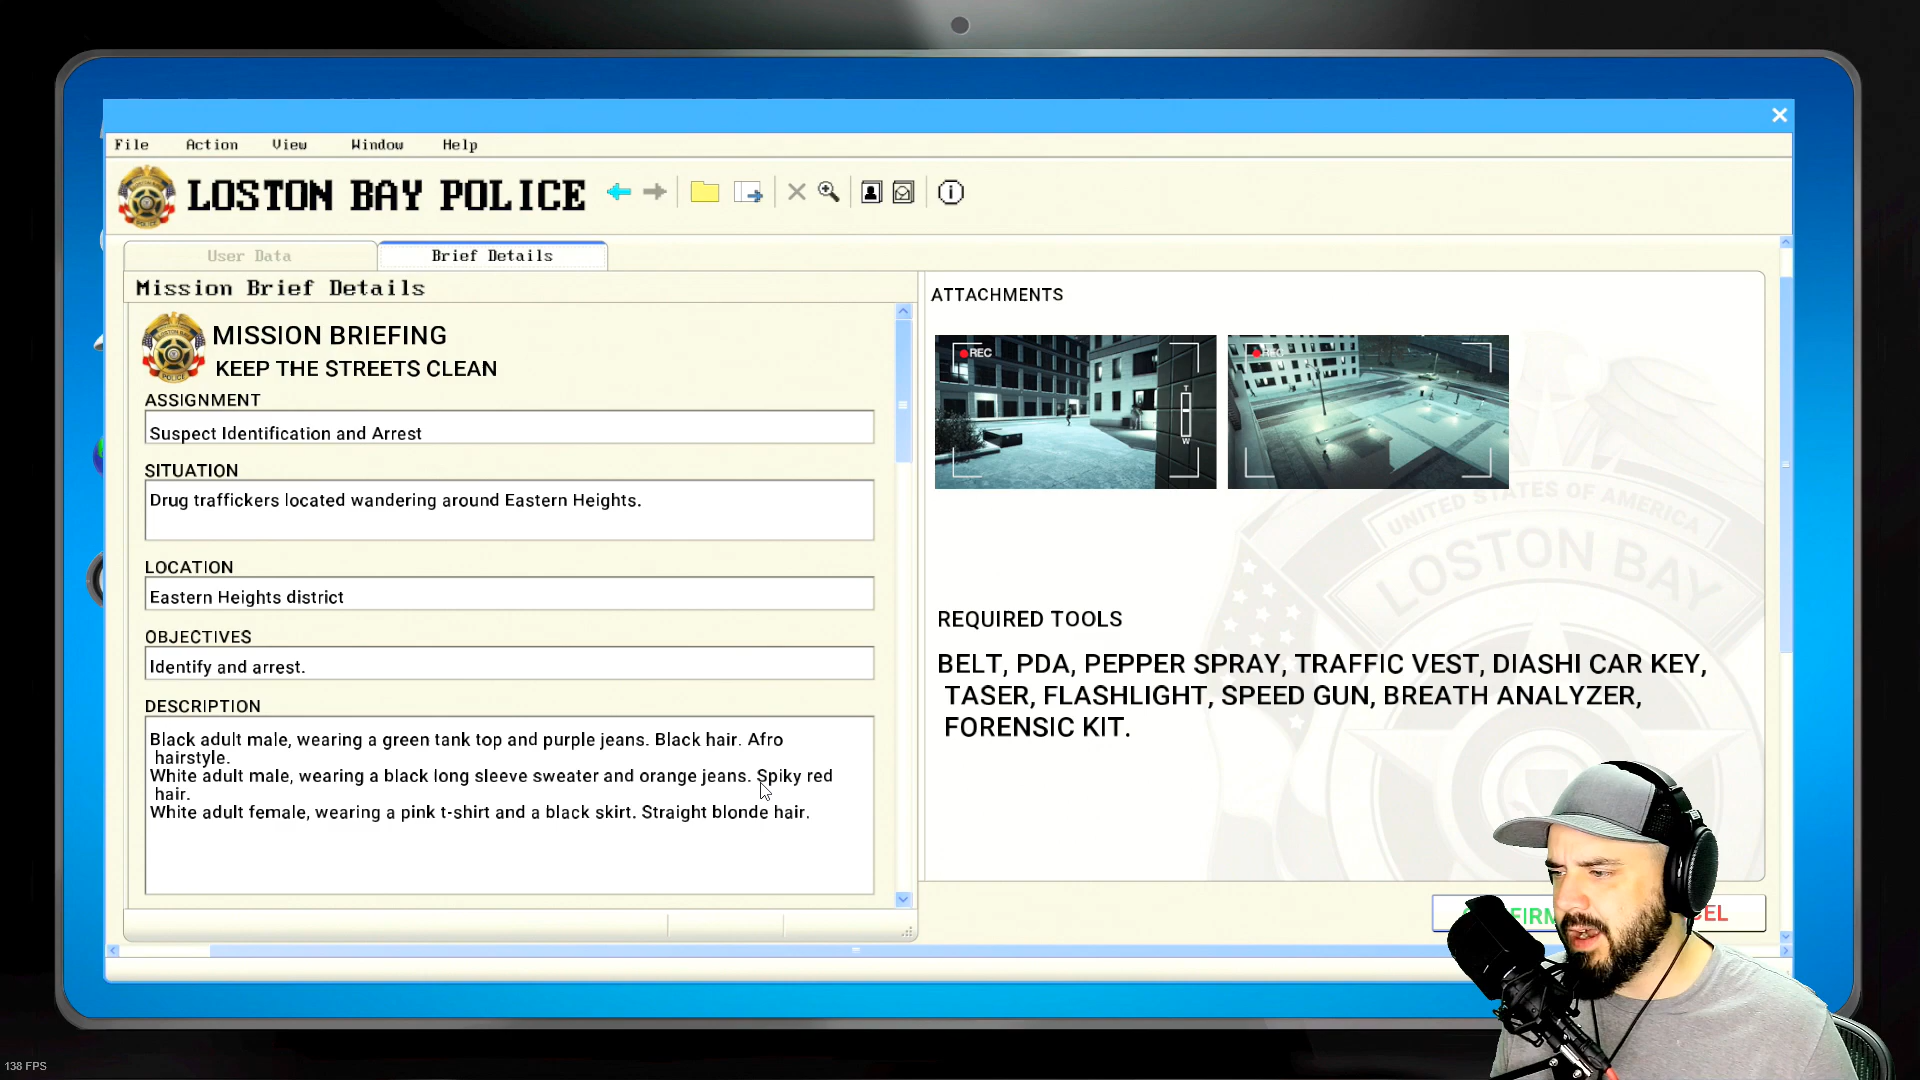 File Action View Window Help
LOSTON BAY POLICE
User Data Brief Details
Mission Brief Details
MISSION BRIEFING
KEEP THE STREETS CLEAN
ASSIGNMENT
Suspect Identification and Arrest
SITUATION
Drug traffickers located wandering around Eastern Heights.
LOCATION
Eastern Heights district
OBJECTIVES
Identify and arrest.
DESCRIPTION
Black adult male, wearing a green tank top and purple jeans. Black hair. Afro
hairstyle.
White adult male, wearing a black long sleeve sweater and orange jeans. Spiky red
hair.
White adult female, wearing a pink t-shirt and a black skirt. Straight blonde hair.
ATTACHMENTS
REC
T
W
REC
UNITED STATES OF AMERICA
LOSTON BAY
REQUIRED TOOLS
BELT, PDA, PEPPER SPRAY, TRAFFIC VEST, DIASHI CAR KEY,
TASER, FLASHLIGHT, SPEED GUN, BREATH ANALYZER,
FORENSIC KIT.
138 FPS